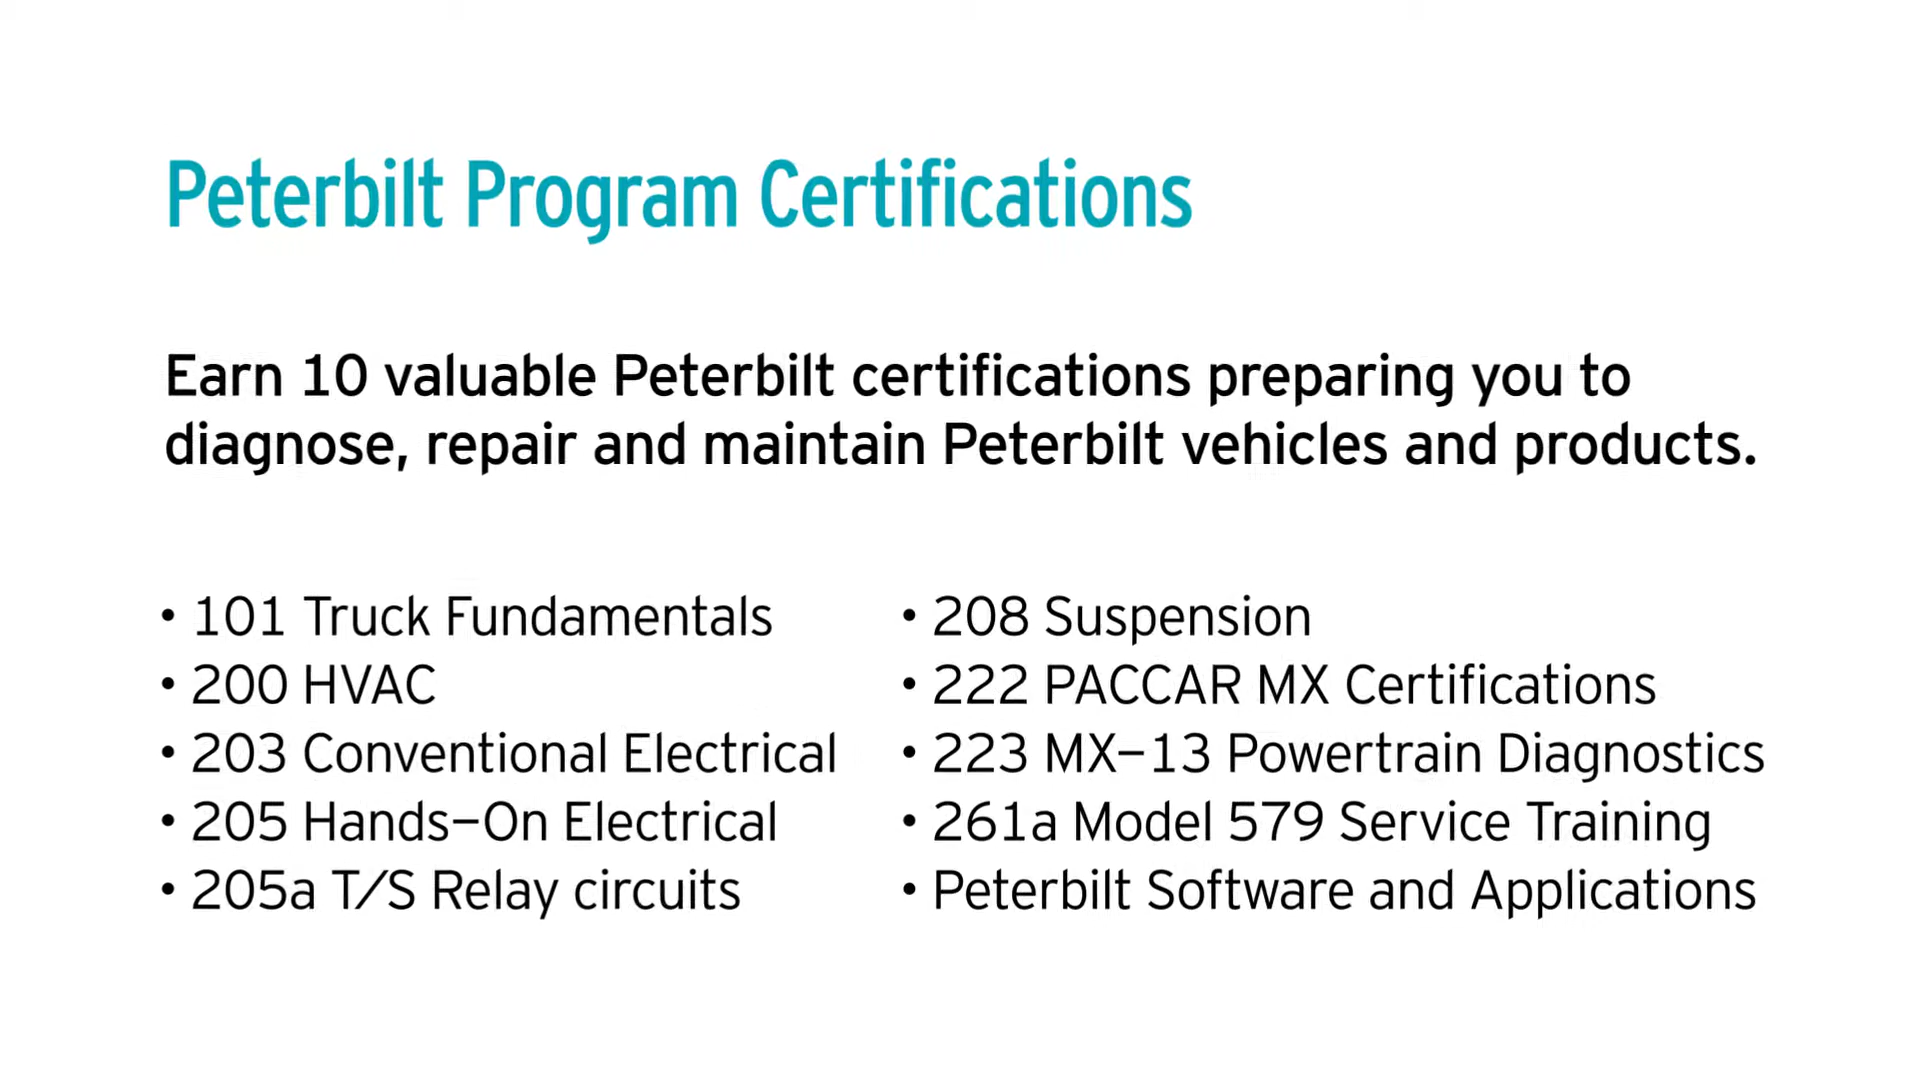 Peterbilt Program Certifications
Earn 10 valuable Peterbilt certifications preparing you to
diagnose, repair and maintain Peterbilt vehicles and products.
• 101 Truck Fundamentals
• 200 HVAC
• 203 Conventional Electrical
• 205 Hands–On Electrical
• 205a T/S Relay circuits
• 208 Suspension
• 222 PACCAR MX Certifications
• 223 MX–13 Powertrain Diagnostics
• 261a Model 579 Service Training
• Peterbilt Software and Applications